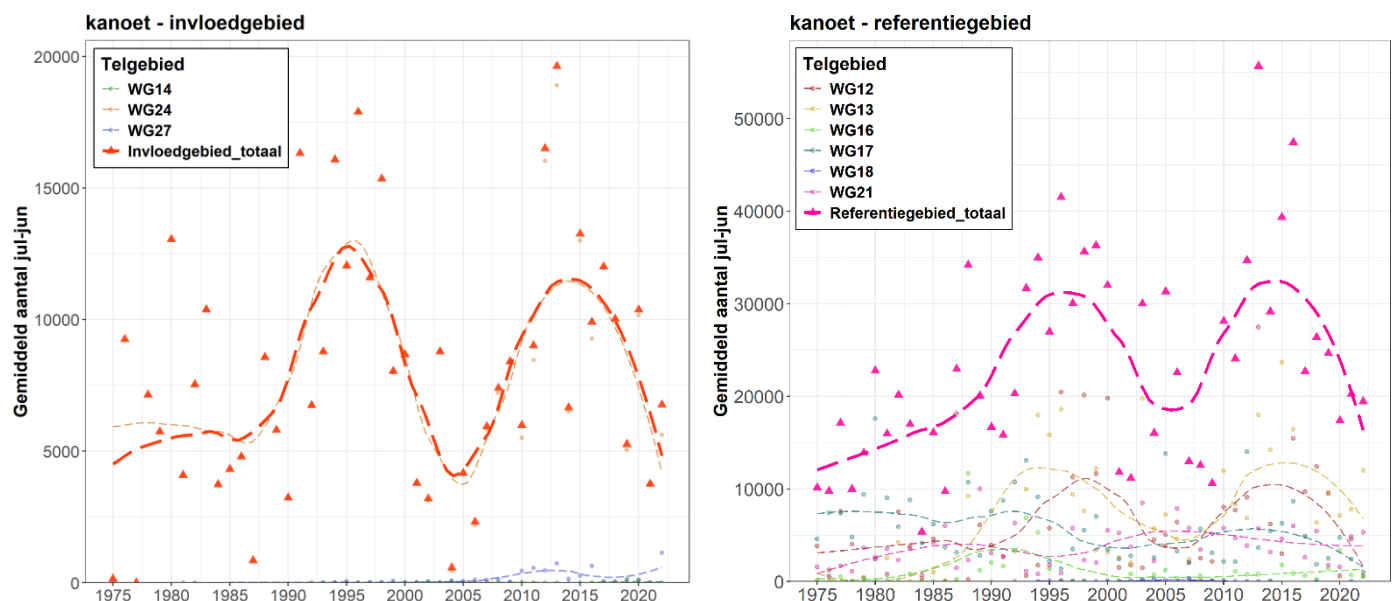 kanoet - invloedgebied
Gemiddeld aantal jul-jun
20000
15000
10000
5000
0
Telgebied
WG14
WG24
WG27
Invloedgebied_totaal
1975 1980 1985 1990 1995 2000 2005 2010 2015 2020
kanoet - referentiegebied
Gemiddeld aantal jul-jun
50000
40000
30000
20000
10000
0
Telgebied
WG12
WG13
WG16
WG17
WG18
WG21
Referentiegebied_totaal
1975 1980 1985 1990 1995 2000 2005 2010 2015 2020